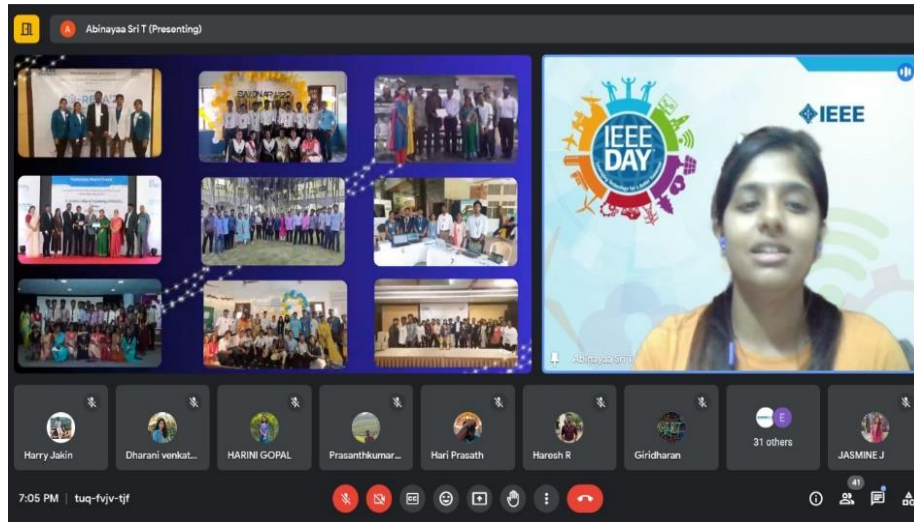 A
Abinayaa Sri T (Presenting)
IEEE
DAY
IEEE
Abinayaa Sri T
Harry Jakin
Dharani venkat...
HARINI GOPAL
Prasanthkumar...
Hari Prasath
Haresh R
Giridharan
E
31 others
JASMINE J
7:05 PM | tuq-fvjv-tjf
CC
41